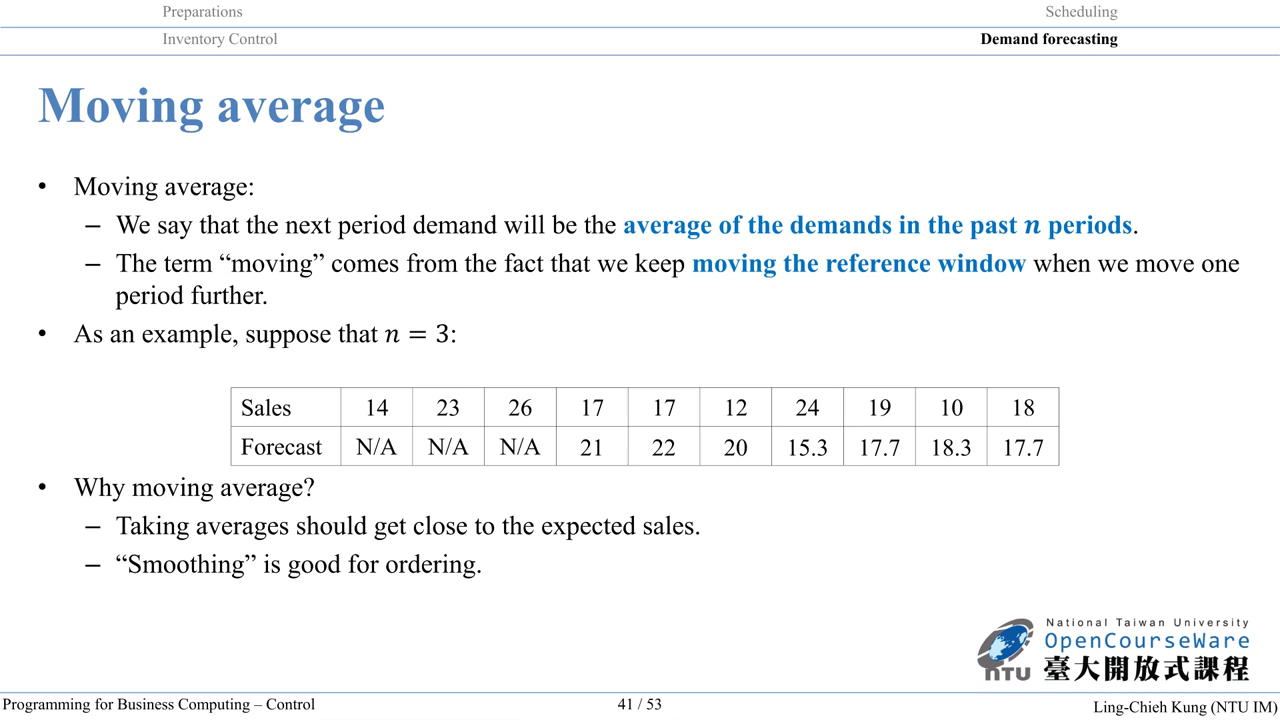 Preparations Scheduling
Inventory Control Demand forecasting
Moving average
• Moving average:
– We say that the next period demand will be the average of the demands in the past n periods.
– The term “moving” comes from the fact that we keep moving the reference window when we move one
period further.
• As an example, suppose that n = 3:
Sales 14 23 26 17 17 12 24 19 10 18
Forecast N/A N/A N/A 21 22 20 15.3 17.7 18.3 17.7
• Why moving average?
– Taking averages should get close to the expected sales.
– “Smoothing” is good for ordering.
National Taiwan University
OpenCourseWare
臺大開放式課程
NTU
Programming for Business Computing – Control 41 / 53 Ling-Chieh Kung (NTU IM)